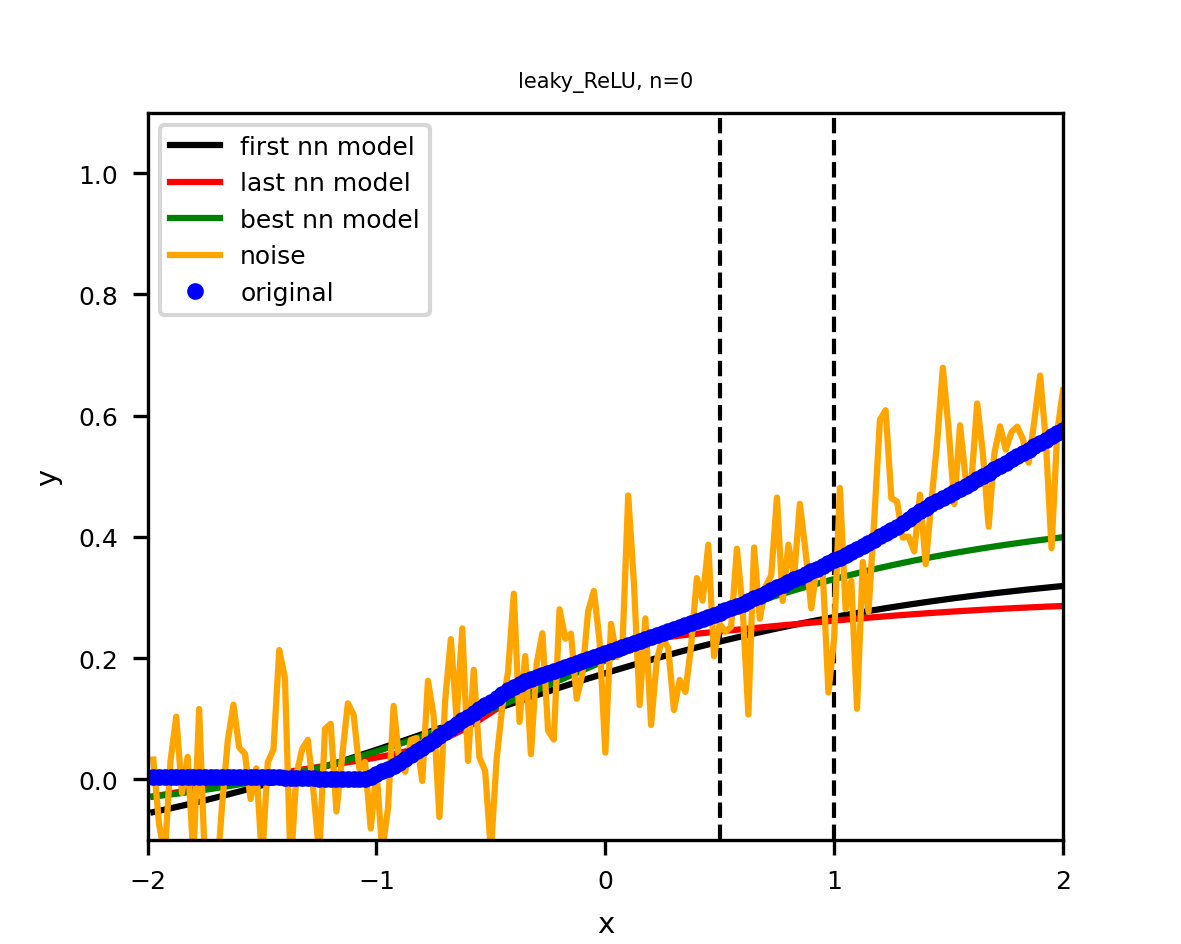 leaky_ReLU, n=0
first nn model
last nn model
best nn model
noise
original
1.0
0.8
0.6
0.4
0.2
0.0
y
−2
−1
0
1
2
x